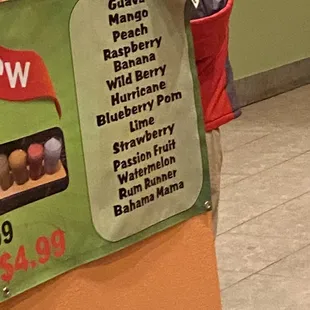 Guava
Mango
Peach
Raspberry
Banana
Wild Berry
Hurricane
Blueberry Pom
Lime
Strawberry
Passion Fruit
Watermelon
Rum Runner
Bahama Mama
W
9
$4.99